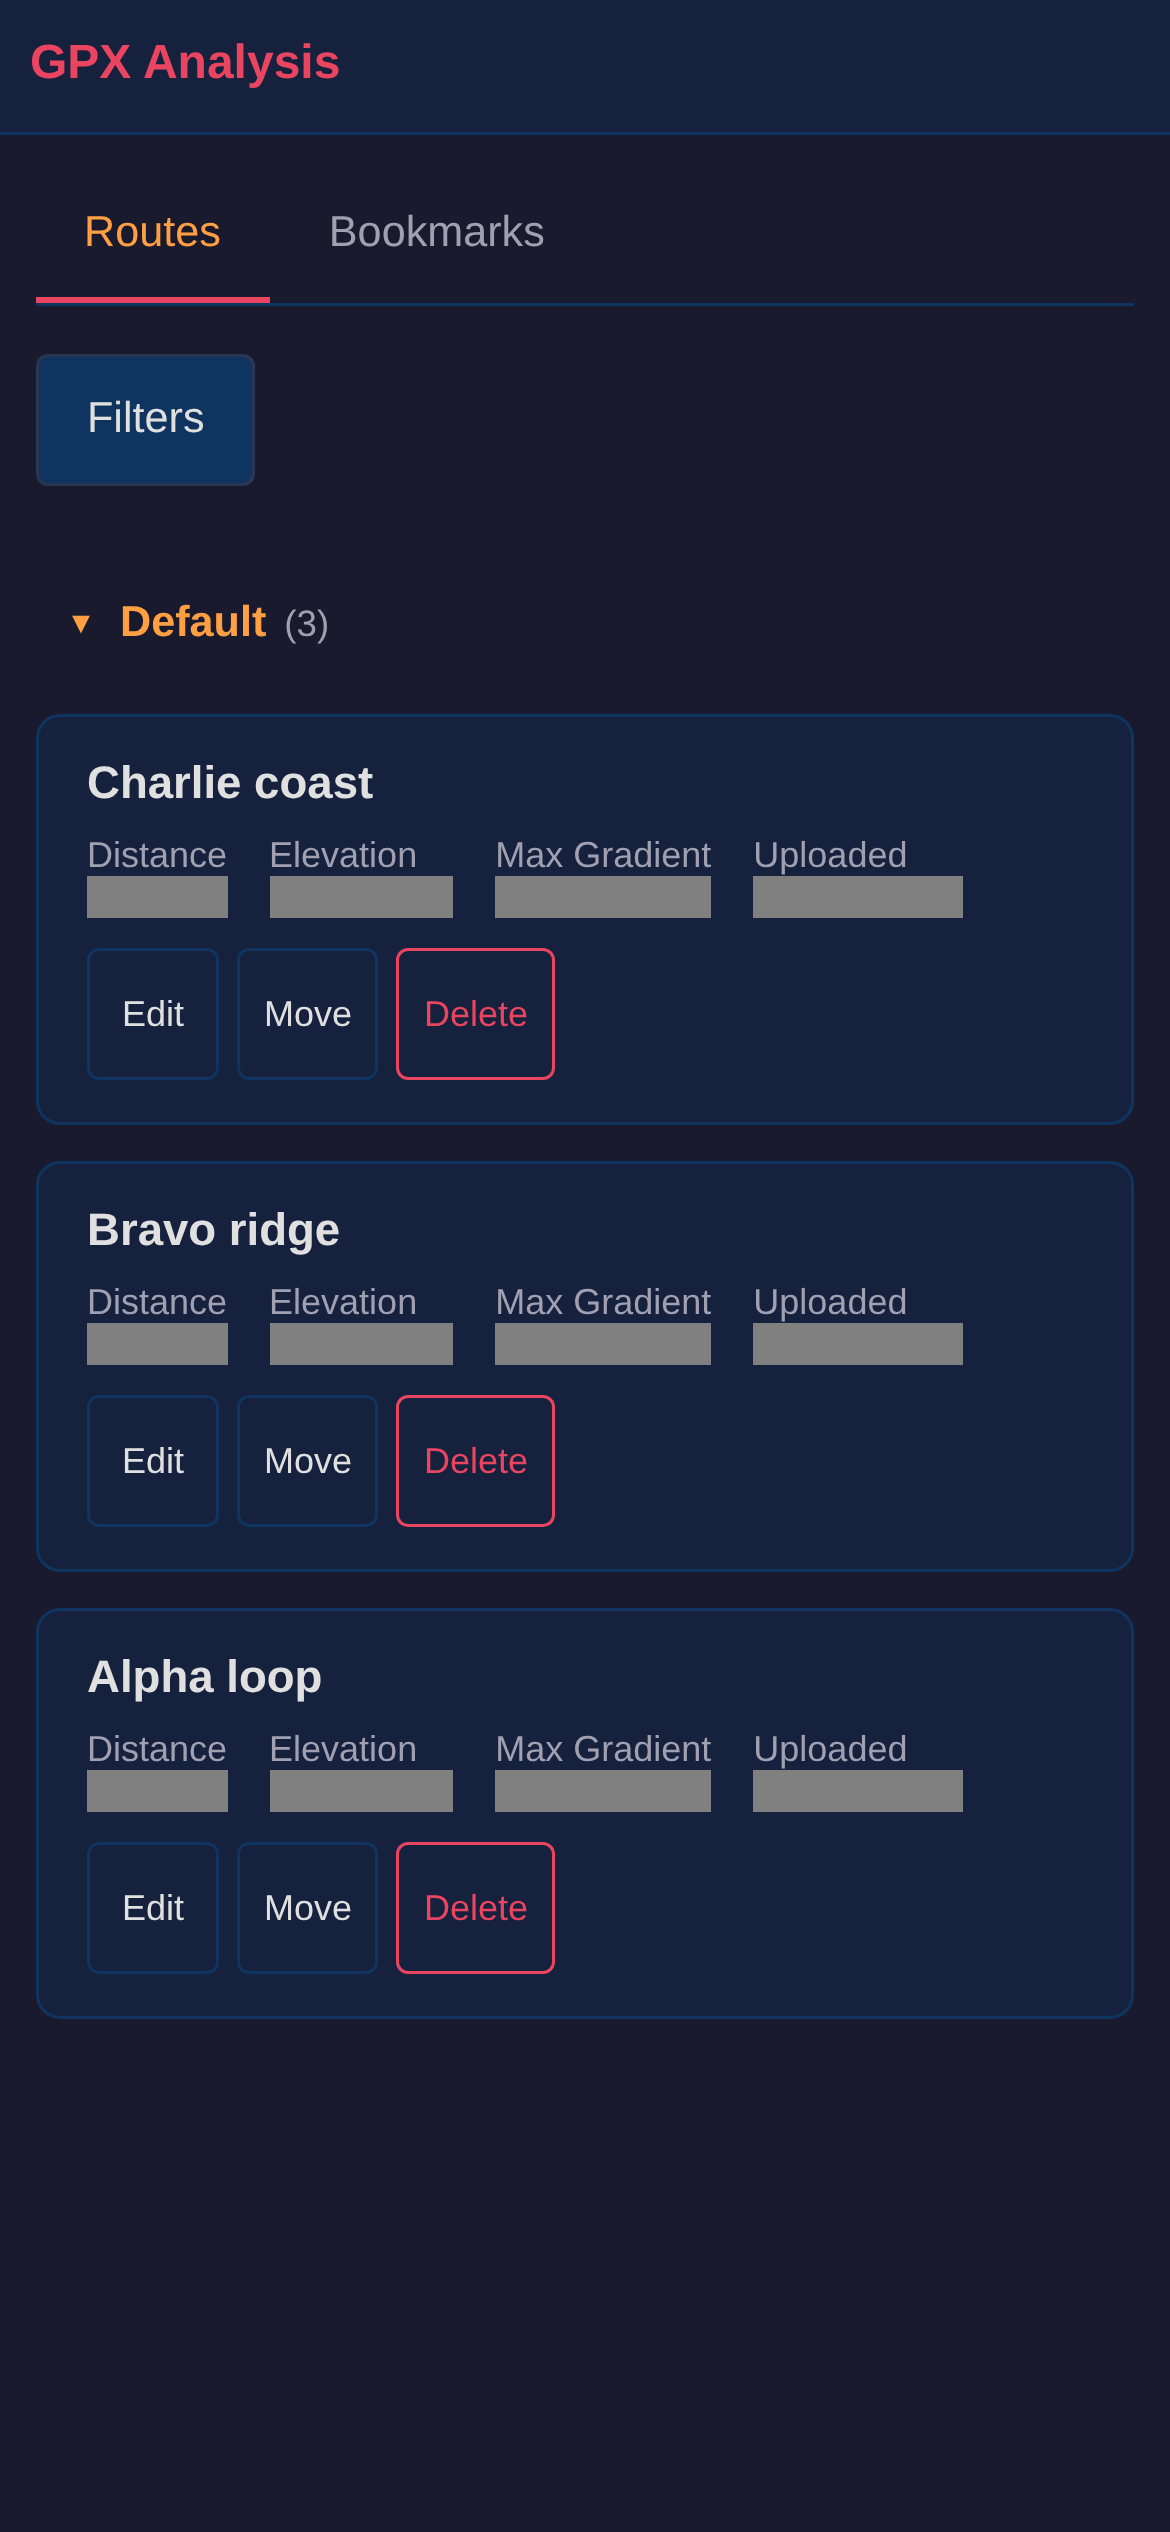 GPX Analysis
Routes Bookmarks
Filters
▼ Default (3)
Charlie coast
Distance Elevation Max Gradient Uploaded
Edit Move Delete
Bravo ridge
Distance Elevation Max Gradient Uploaded
Edit Move Delete
Alpha loop
Distance Elevation Max Gradient Uploaded
Edit Move Delete